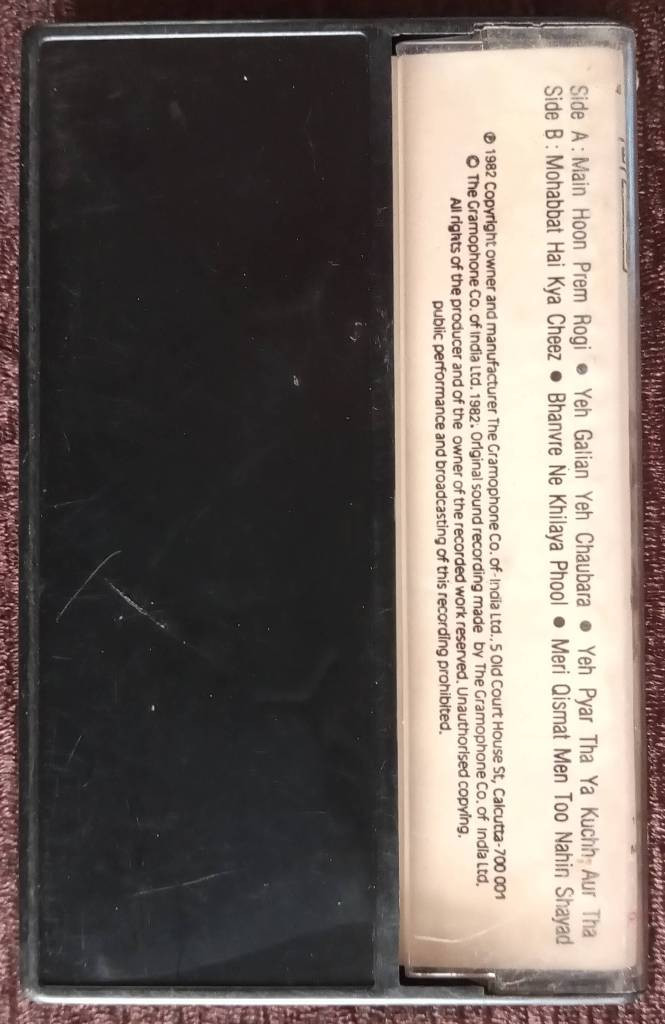 Side A : Main Hoon Prem Rogi ● Yeh Galian Yeh Chaubara ● Yeh Pyar Tha Ya Kuchh Aur Tha
Side B : Mohabbat Hai Kya Cheez ● Bhanvre Ne Khilaya Phool ● Meri Qismat Men Too Nahin Shayad
℗ 1982 Copyright owner and manufacturer The Gramophone Co. of India Ltd., 5 Old Court House St, Calcutta-700 001
© The Gramophone Co. of India Ltd. 1982. Original sound recording made by The Gramophone Co. of India Ltd.
All rights of the producer and of the owner of the recorded work reserved. Unauthorised copying,
public performance and broadcasting of this recording prohibited.